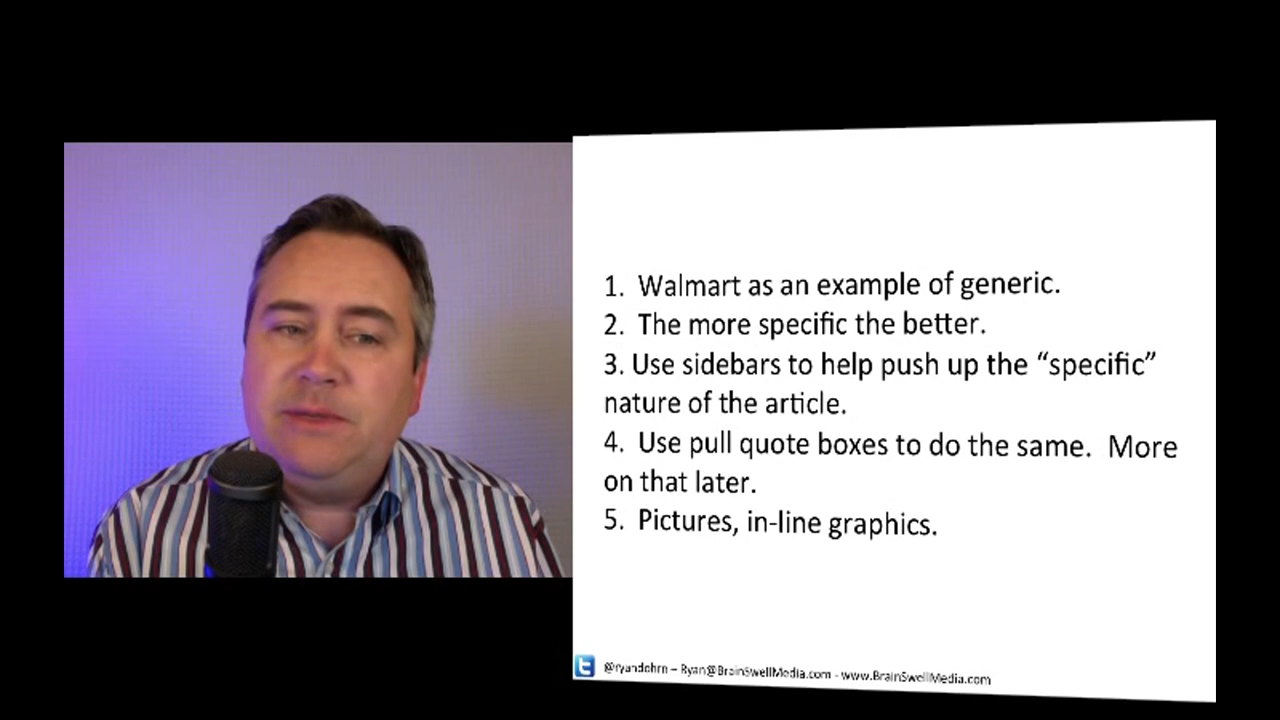 1. Walmart as an example of generic.
2. The more specific the better.
3. Use sidebars to help push up the “specific”
nature of the article.
4. Use pull quote boxes to do the same. More
on that later.
5. Pictures, in-line graphics.
@ryandohrn – Ryan@BrainSwellMedia.com - www.BrainSwellMedia.com